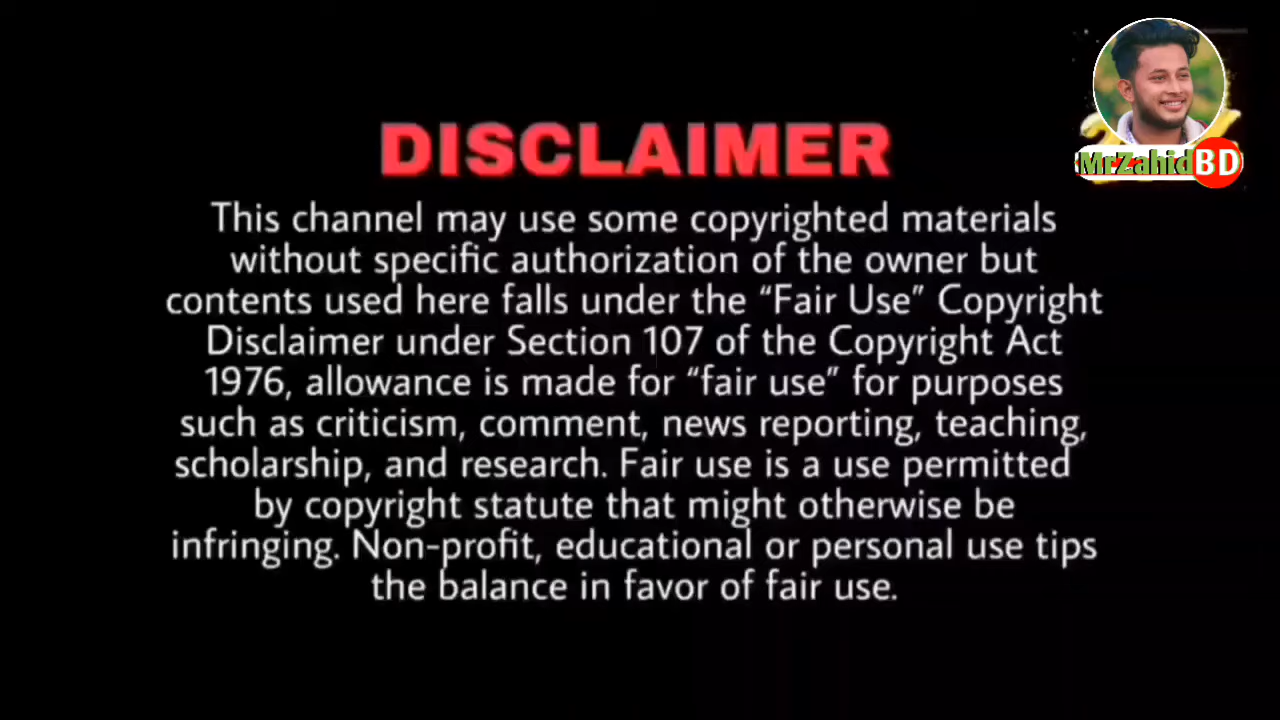 DISCLAIMER
This channel may use some copyrighted materials
without specific authorization of the owner but
contents used here falls under the “Fair Use” Copyright
Disclaimer under Section 107 of the Copyright Act
1976, allowance is made for “fair use” for purposes
such as criticism, comment, news reporting, teaching,
scholarship, and research. Fair use is a use permitted
by copyright statute that might otherwise be
infringing. Non-profit, educational or personal use tips
the balance in favor of fair use.
MrZahidBD